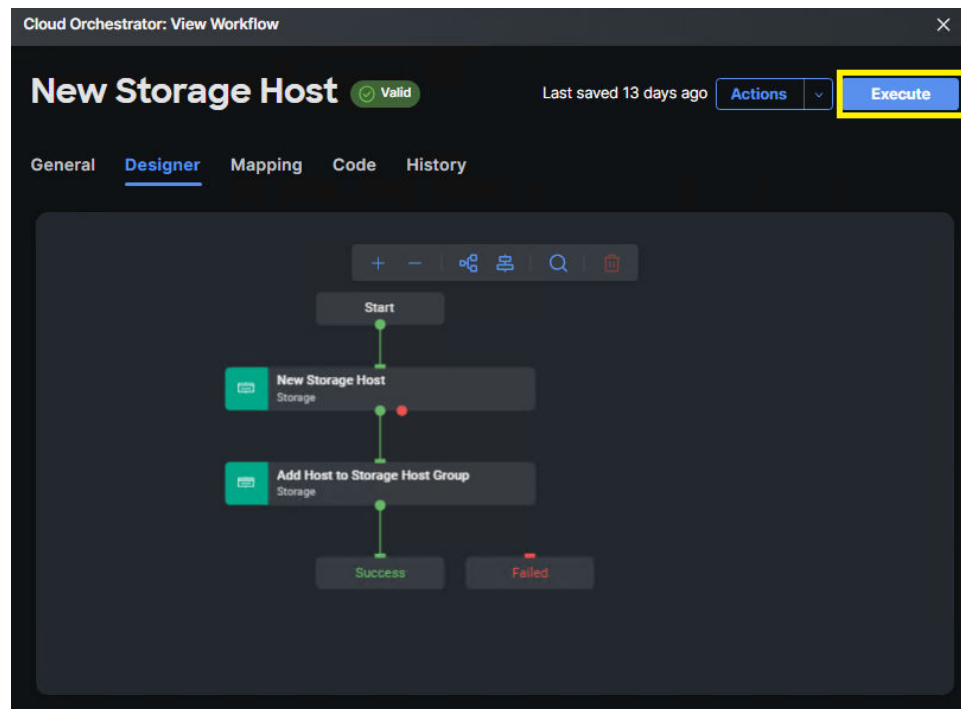 Cloud Orchestrator: View Workflow
New Storage Host Valid Last saved 13 days ago Actions Execute
General Designer Mapping Code History
Start
New Storage Host
Storage
Add Host to Storage Host Group
Storage
Success Failed